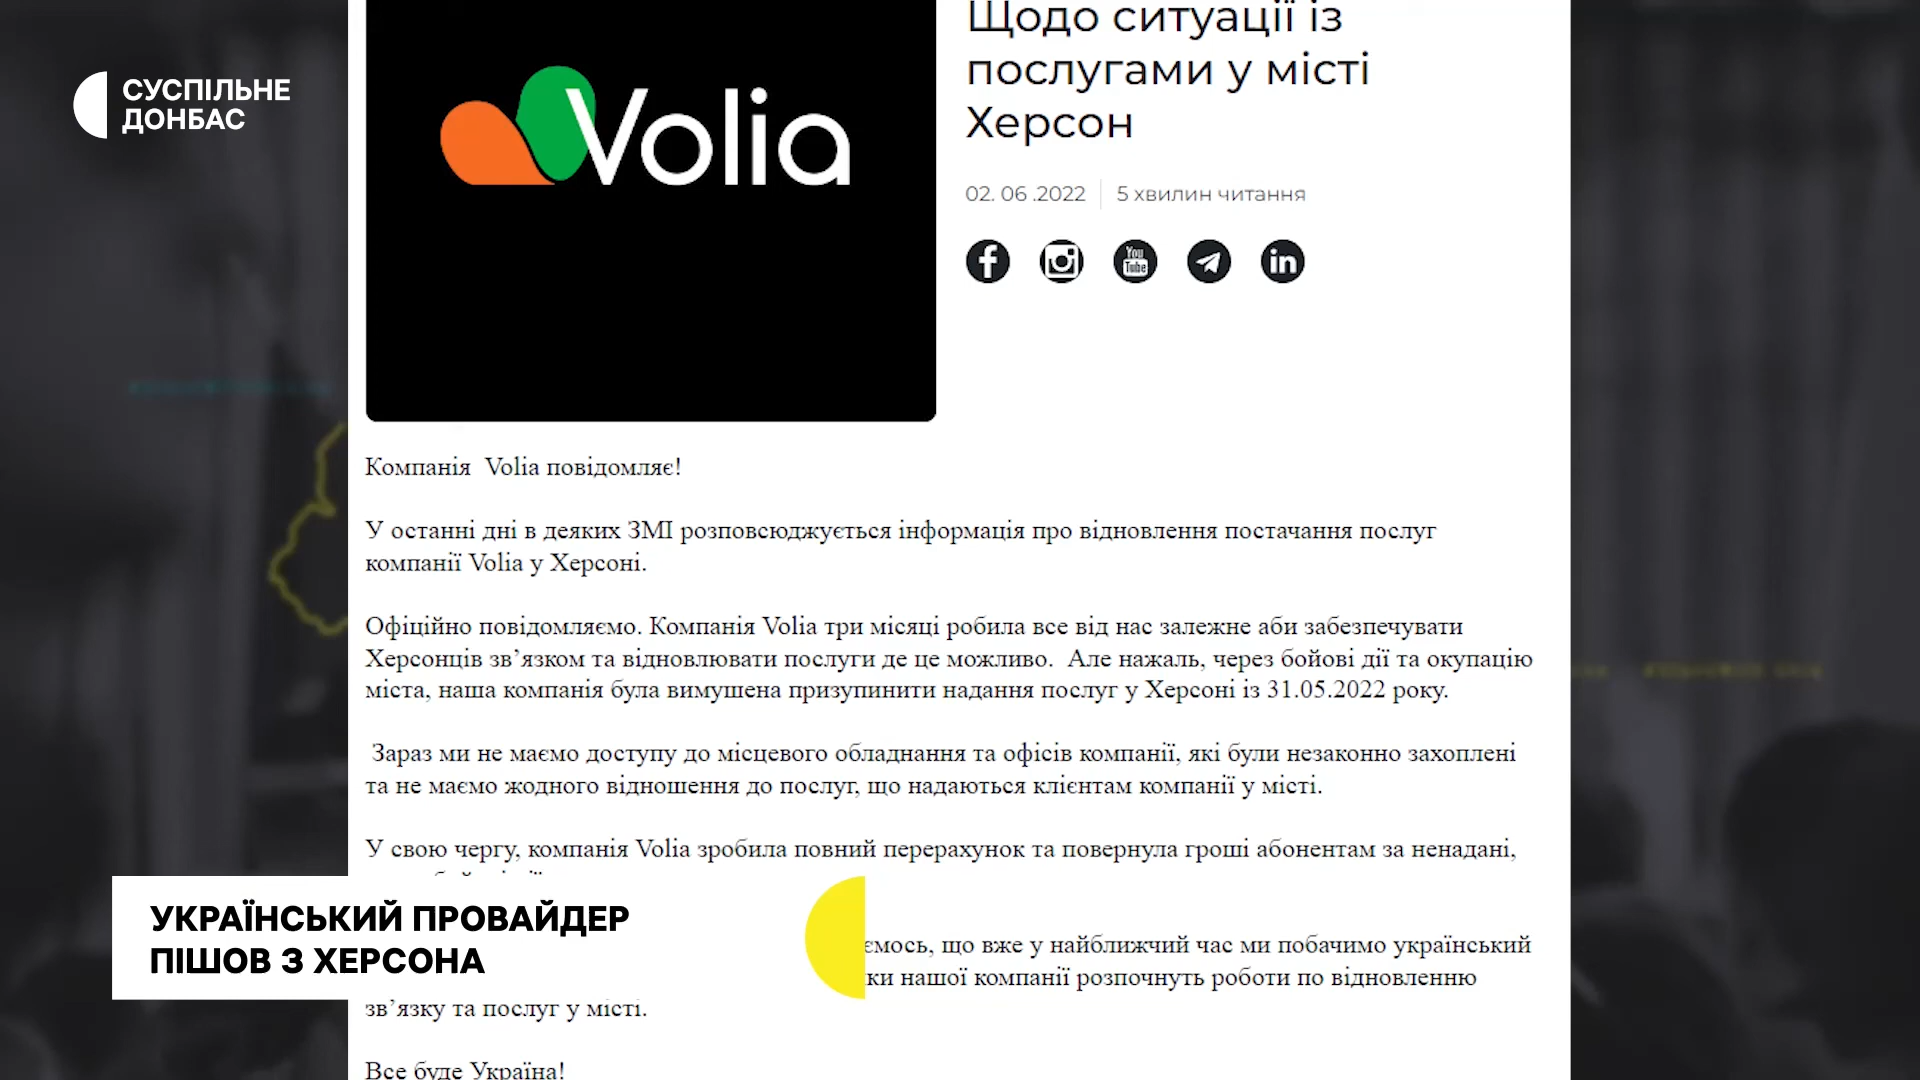 СУСПІЛЬНЕ
ДОНБАС
Volia
Щодо ситуації із
послугами у місті
Херсон
02. 06 .2022
5 хвилин читання
You
Tube
in
Компанія Volia повідомляє!
У останні дні в деяких ЗМІ розповсюджується інформація про відновлення постачання послуг
компанії Volia у Херсоні.
Офіційно повідомляємо. Компанія Volia три місяці робила все від нас залежне аби забезпечувати
Херсонців зв’язком та відновлювати послуги де це можливо. Але нажаль, через бойові дії та окупацію
міста, наша компанія була вимушена призупинити надання послуг у Херсоні із 31.05.2022 року.
Зараз ми не маємо доступу до місцевого обладнання та офісів компанії, які були незаконно захоплені
та не маємо жодного відношення до послуг, що надаються клієнтам компанії у місті.
У свою чергу, компанія Volia зробила повний перерахунок та повернула гроші абонентам за ненадані,
УКРАЇНСЬКИЙ ПРОВАЙДЕР
ПІШОВ З ХЕРСОНА
ємось, що вже у найближчий час ми побачимо український
ки нашої компанії розпочнуть роботи по відновленню
зв’язку та послуг у місті.
Все буде Україна!